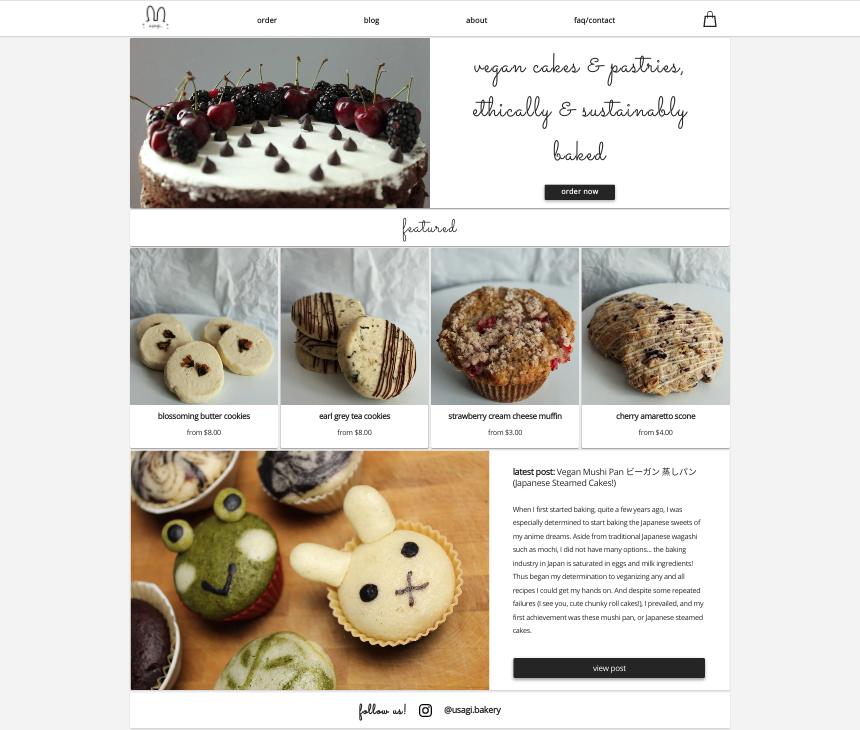 usagi
order
blog
about
faq/contact
vegan cakes & pastries,
ethically & sustainably
baked
order now
featured
blossoming butter cookies
from $8.00
earl grey tea cookies
from $8.00
strawberry cream cheese muffin
from $3.00
cherry amaretto scone
from $4.00
latest post: Vegan Mushi Pan ビーガン 蒸しパン
(Japanese Steamed Cakes!)
When I first started baking, quite a few years ago, I was
especially determined to start baking the Japanese sweets of
my anime dreams. Aside from traditional Japanese wagashi
such as mochi, I did not have many options... the baking
industry in Japan is saturated in eggs and milk ingredients!
Thus began my determination to veganizing any and all
recipes I could get my hands on. And despite some repeated
failures (I see you, cute chunky roll cakes!), I prevailed, and my
first achievement was these mushi pan, or Japanese steamed
cakes.
view post
follow us!
@usagi.bakery